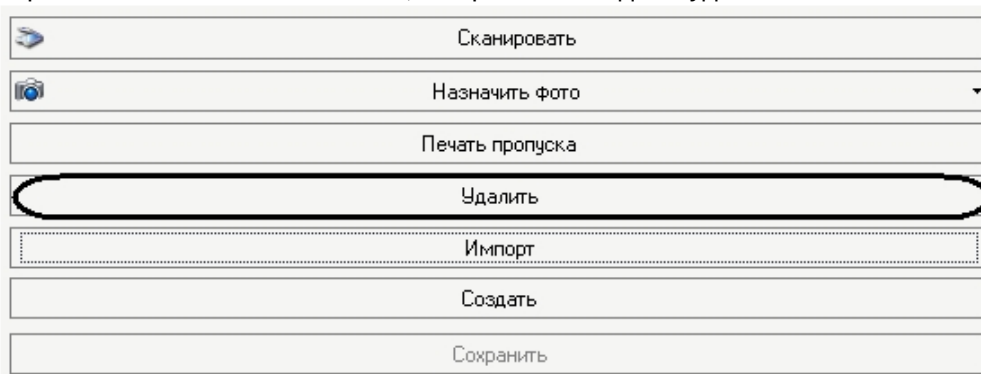 Сканировать
Назначить фото
Печать пропуска
Удалить
Импорт
Создать
Сохранить